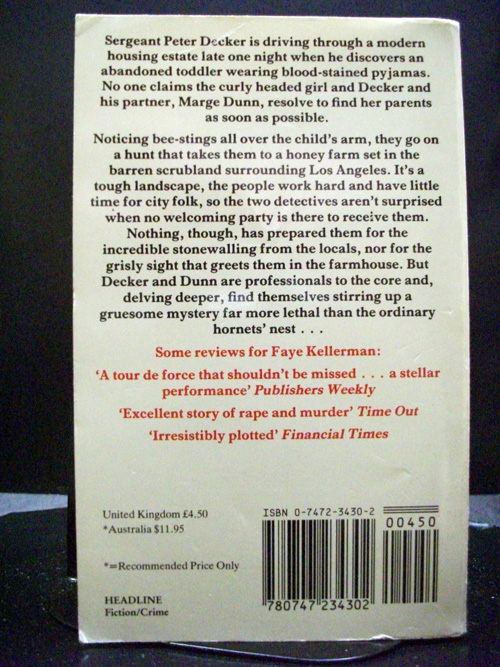 Sergeant Peter Decker is driving through a modern
housing estate late one night when he discovers an
abandoned toddler wearing blood-stained pyjamas.
No one claims the curly headed girl and Decker and
his partner, Marge Dunn, resolve to find her parents
as soon as possible.
Noticing bee-stings all over the child's arm, they go on
a hunt that takes them to a honey farm set in the
barren scrubland surrounding Los Angeles. It's a
tough landscape, the people work hard and have little
time for city folk, so the two detectives aren't surprised
when no welcoming party is there to receive them.
Nothing, though, has prepared them for the
incredible stonewalling from the locals, nor for the
grisly sight that greets them in the farmhouse. But
Decker and Dunn are professionals to the core and,
delving deeper, find themselves stirring up a
gruesome mystery far more lethal than the ordinary
hornets' nest . . .
Some reviews for Faye Kellerman:
'A tour de force that shouldn't be missed . . . a stellar
performance' Publishers Weekly
'Excellent story of rape and murder' Time Out
'Irresistibly plotted' Financial Times
United Kingdom £4.50
*Australia $11.95
*=Recommended Price Only
HEADLINE
Fiction/Crime
ISBN 0-7472-3430-2
00450
9780747234302